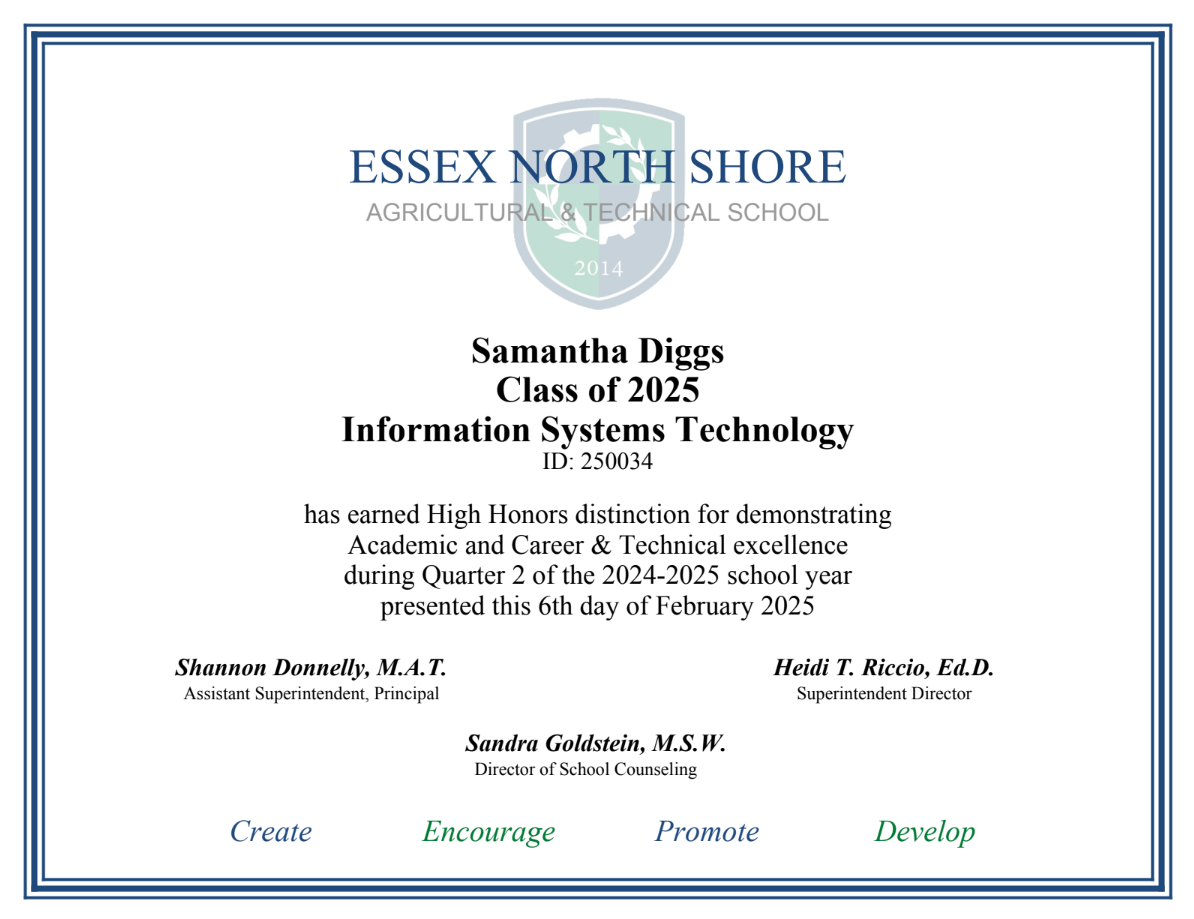 ESSEX NORTH SHORE
AGRICULTURAL & TECHNICAL SCHOOL
2014
Samantha Diggs
Class of 2025
Information Systems Technology
ID: 250034
has earned High Honors distinction for demonstrating
Academic and Career & Technical excellence
during Quarter 2 of the 2024-2025 school year
presented this 6th day of February 2025
Shannon Donnelly, M.A.T.
Assistant Superintendent, Principal
Heidi T. Riccio, Ed.D.
Superintendent Director
Sandra Goldstein, M.S.W.
Director of School Counseling
Create Encourage Promote Develop